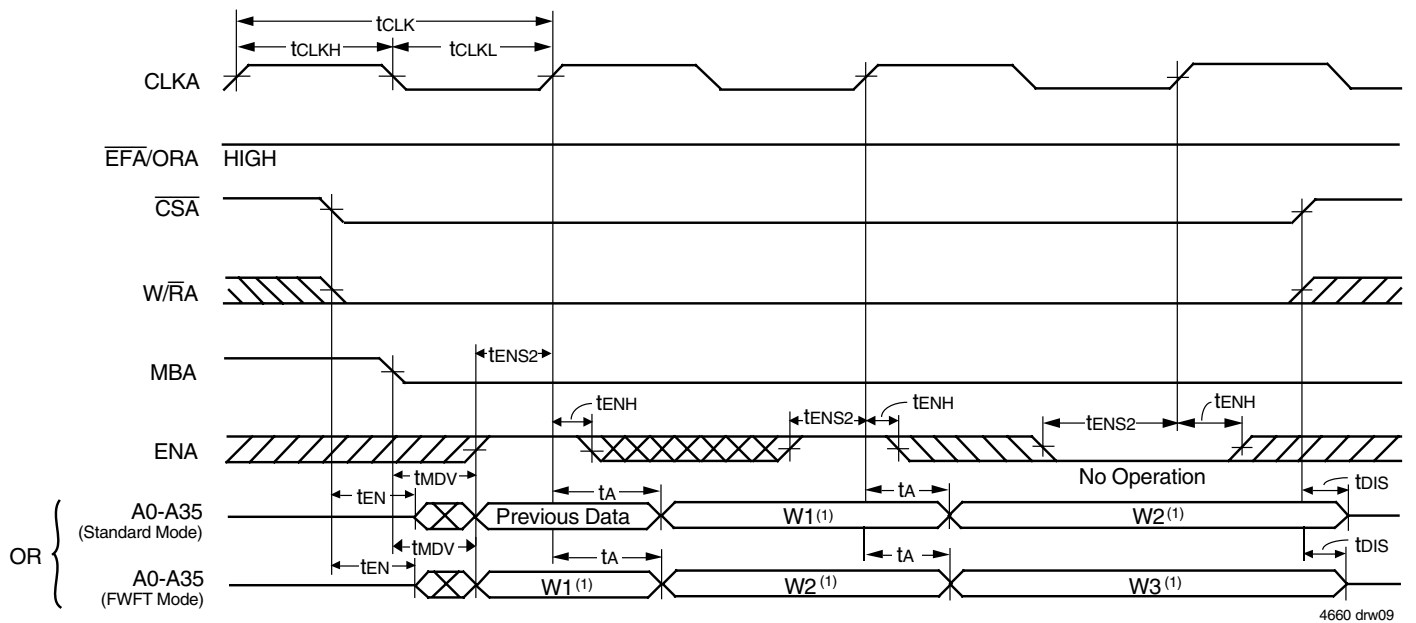 tCLK
tCLKH tCLKL
CLKA
EFA/ORA HIGH
CSA
W/RA
MBA
tENS2
tENH tENS2 tENH tENS2 tENH
ENA
No Operation
tMDV
tEN tA tA tDIS
A0-A35
(Standard Mode)
Previous Data W1(1) W2(1)
OR
tMDV
tEN tA tA tDIS
A0-A35
(FWFT Mode)
W1(1) W2(1) W3(1)
4660 drw09